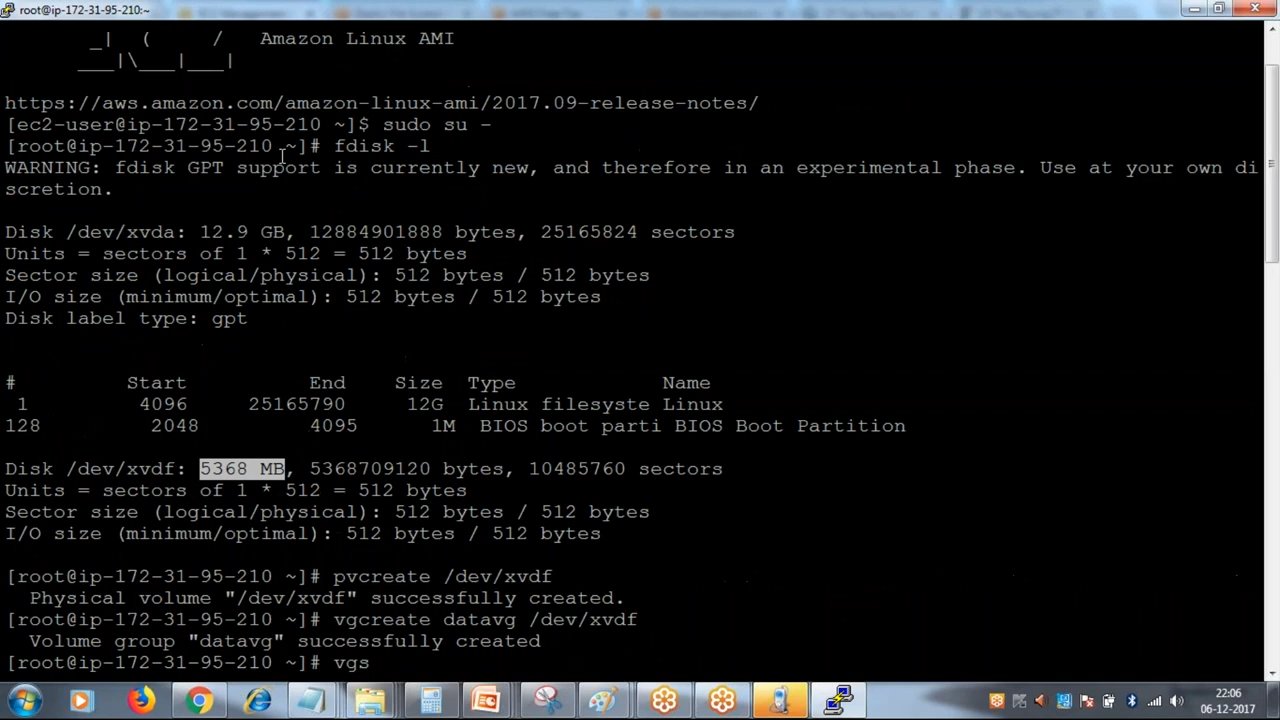 root@ip-172-31-95-210:~
_| ( / Amazon Linux AMI
___|\___|___|
https://aws.amazon.com/amazon-linux-ami/2017.09-release-notes/
[ec2-user@ip-172-31-95-210 ~]$ sudo su -
[root@ip-172-31-95-210 ~]# fdisk -l
WARNING: fdisk GPT support is currently new, and therefore in an experimental phase. Use at your own di
scretion.
Disk /dev/xvda: 12.9 GB, 12884901888 bytes, 25165824 sectors
Units = sectors of 1 * 512 = 512 bytes
Sector size (logical/physical): 512 bytes / 512 bytes
I/O size (minimum/optimal): 512 bytes / 512 bytes
Disk label type: gpt
# Start End Size Type Name
1 4096 25165790 12G Linux filesyste Linux
128 2048 4095 1M BIOS boot parti BIOS Boot Partition
Disk /dev/xvdf: 5368 MB, 5368709120 bytes, 10485760 sectors
Units = sectors of 1 * 512 = 512 bytes
Sector size (logical/physical): 512 bytes / 512 bytes
I/O size (minimum/optimal): 512 bytes / 512 bytes
[root@ip-172-31-95-210 ~]# pvcreate /dev/xvdf
Physical volume "/dev/xvdf" successfully created.
[root@ip-172-31-95-210 ~]# vgcreate datavg /dev/xvdf
Volume group "datavg" successfully created
[root@ip-172-31-95-210 ~]# vgs
22:06
06-12-2017